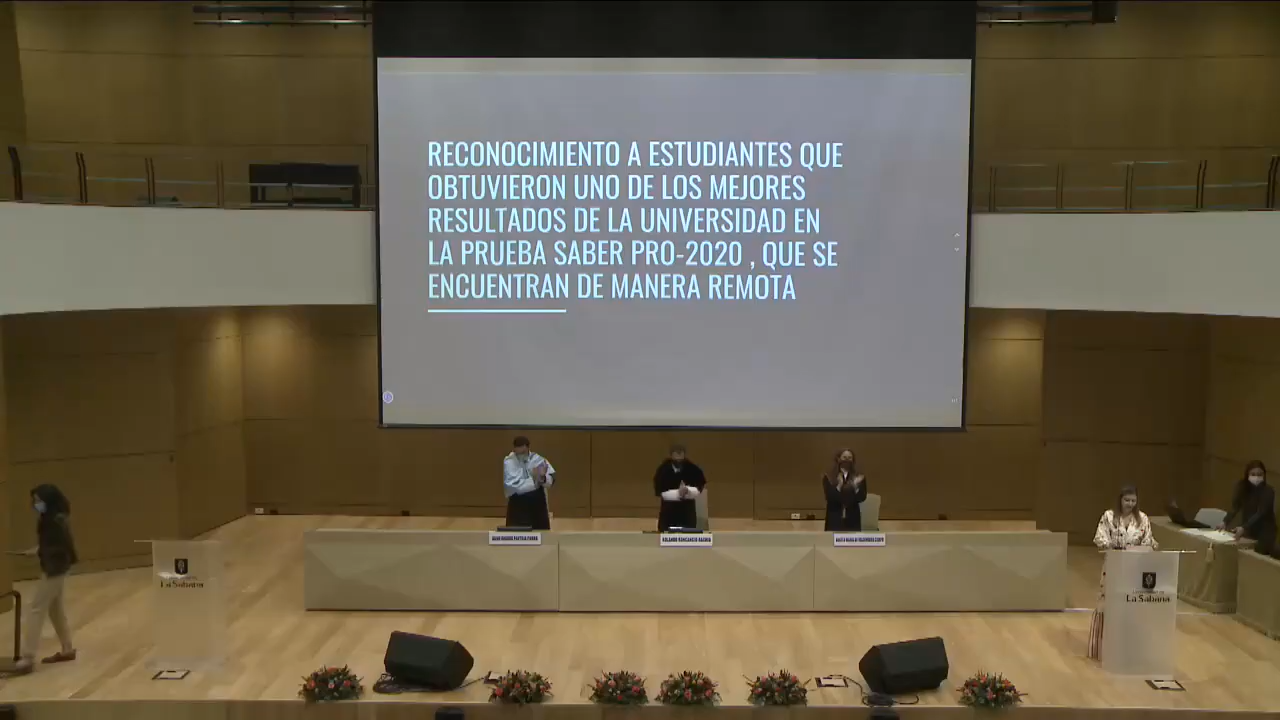 RECONOCIMIENTO A ESTUDIANTES QUE
OBTUVIERON UNO DE LOS MEJORES
RESULTADOS DE LA UNIVERSIDAD EN
LA PRUEBA SABER PRO-2020 , QUE SE
ENCUENTRAN DE MANERA REMOTA
La Sabana
La Sabana